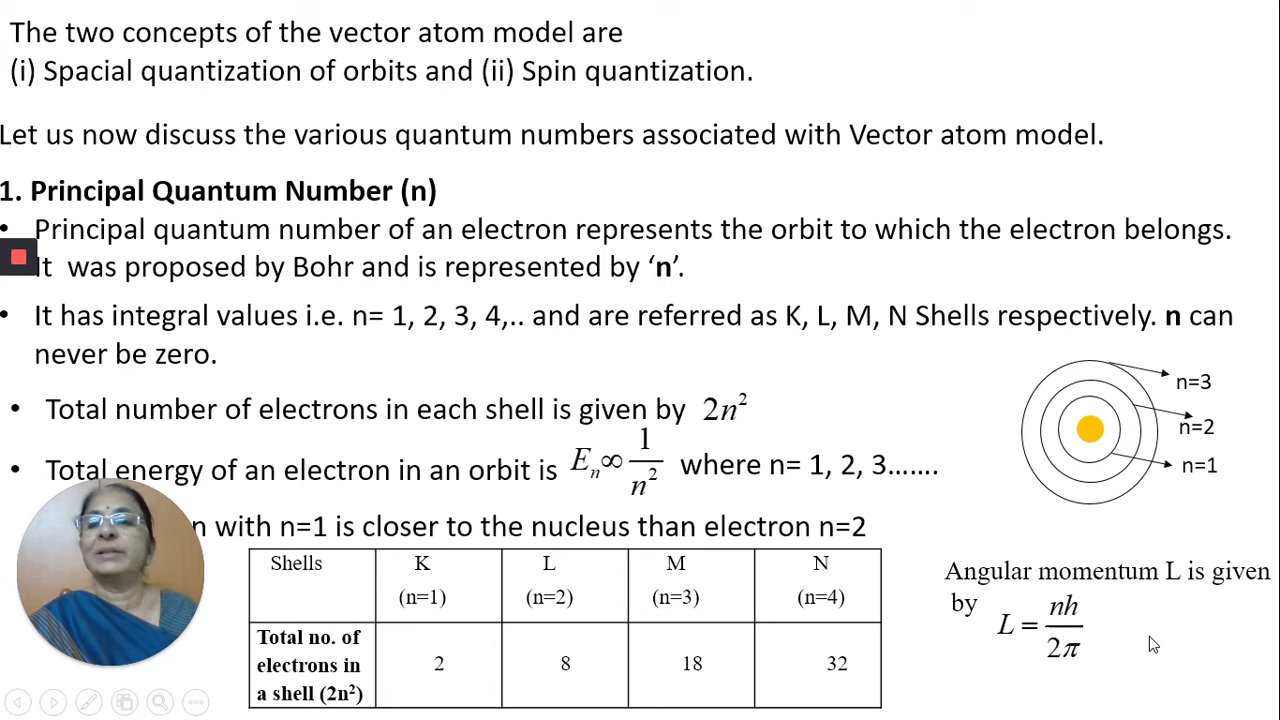 The two concepts of the vector atom model are
(i) Spacial quantization of orbits and (ii) Spin quantization.
Let us now discuss the various quantum numbers associated with Vector atom model.
1. Principal Quantum Number (n)
• Principal quantum number of an electron represents the orbit to which the electron belongs.
It was proposed by Bohr and is represented by ‘n’.
• It has integral values i.e. n= 1, 2, 3, 4,.. and are referred as K, L, M, N Shells respectively. n can
never be zero.
• Total number of electrons in each shell is given by 2n²
• Total energy of an electron in an orbit is Eₙ∞ 1/n² where n= 1, 2, 3…….
with n=1 is closer to the nucleus than electron n=2
n=3
n=2
n=1
Shells K L M N
(n=1) (n=2) (n=3) (n=4)
Total no. of
electrons in 2 8 18 32
a shell (2n²)
Angular momentum L is given
by L = nh/2π